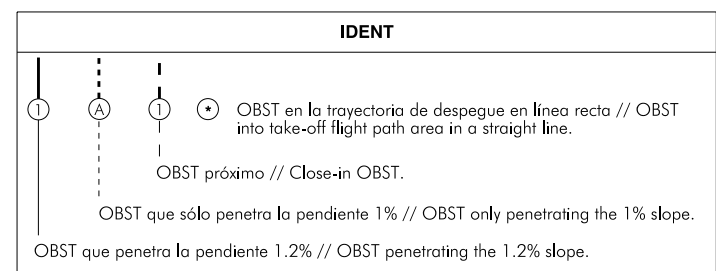 IDENT
1 A 1 * OBST en la trayectoria de despegue en línea recta // OBST
into take-off flight path area in a straight line.
OBST próximo // Close-in OBST.
OBST que sólo penetra la pendiente 1% // OBST only penetrating the 1% slope.
OBST que penetra la pendiente 1.2% // OBST penetrating the 1.2% slope.